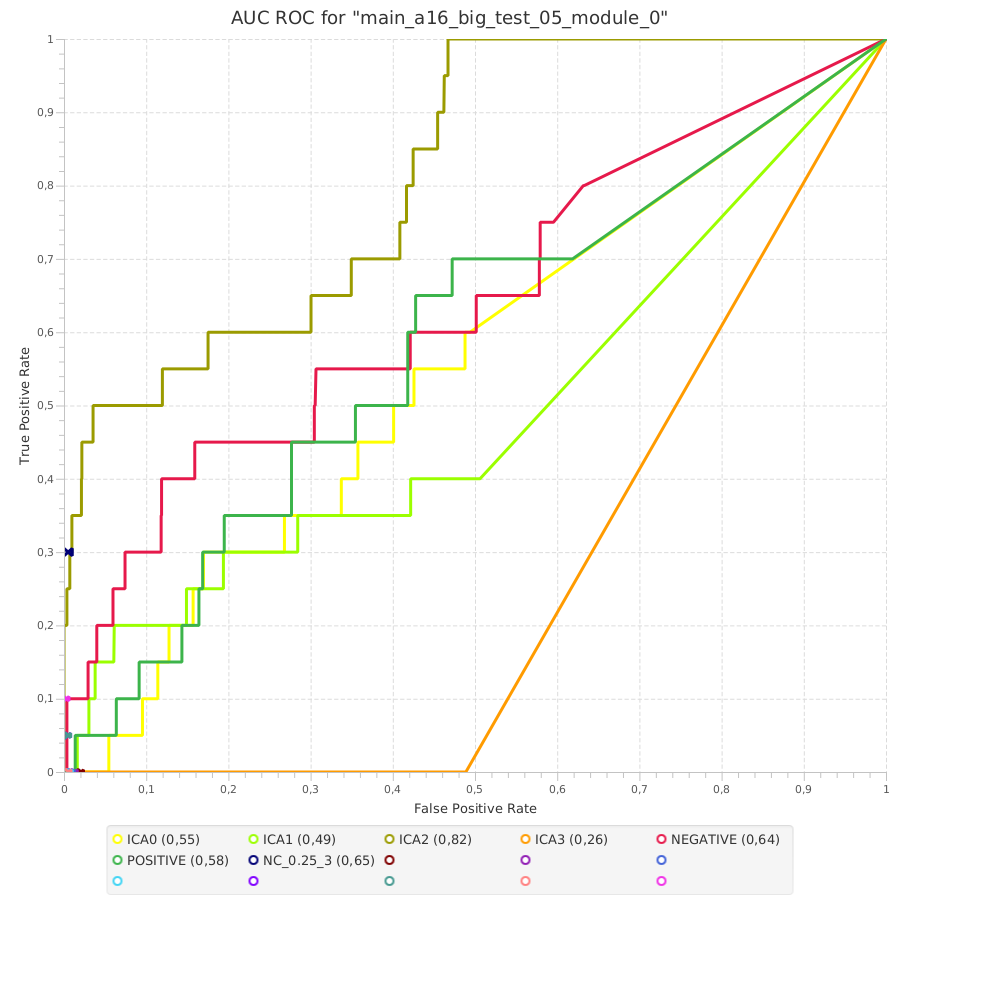 AUC ROC for "main_a16_big_test_05_module_0"
1
0,9
0,8
0,7
0,6
0,5
0,4
0,3
0,2
0,1
0
True Positive Rate
0 0,1 0,2 0,3 0,4 0,5 0,6 0,7 0,8 0,9 1
False Positive Rate
ICA0 (0,55) ICA1 (0,49) ICA2 (0,82) ICA3 (0,26) NEGATIVE (0,64)
POSITIVE (0,58) NC_0.25_3 (0,65)